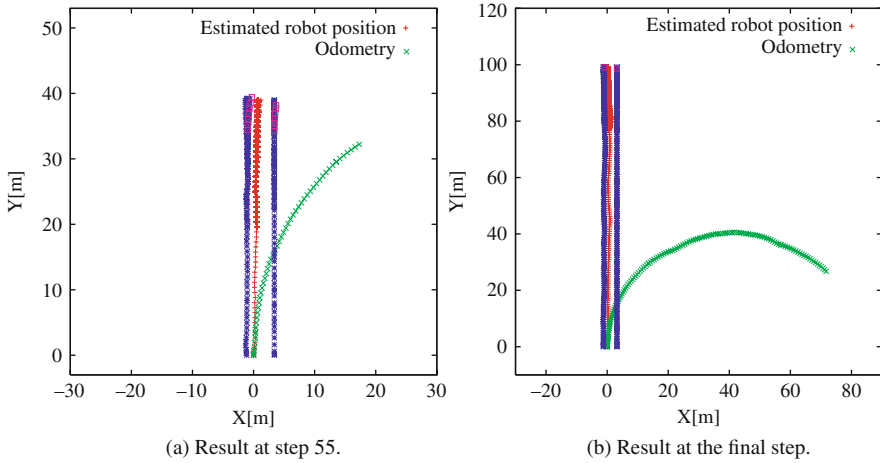 Estimated robot position
Odometry
Y[m]
50
40
30
20
10
0
−30
−20
−10
0
10
20
30
X[m]
(a) Result at step 55.
Estimated robot position
Odometry
Y[m]
120
100
80
60
40
20
0
−20
0
20
40
60
80
X[m]
(b) Result at the final step.